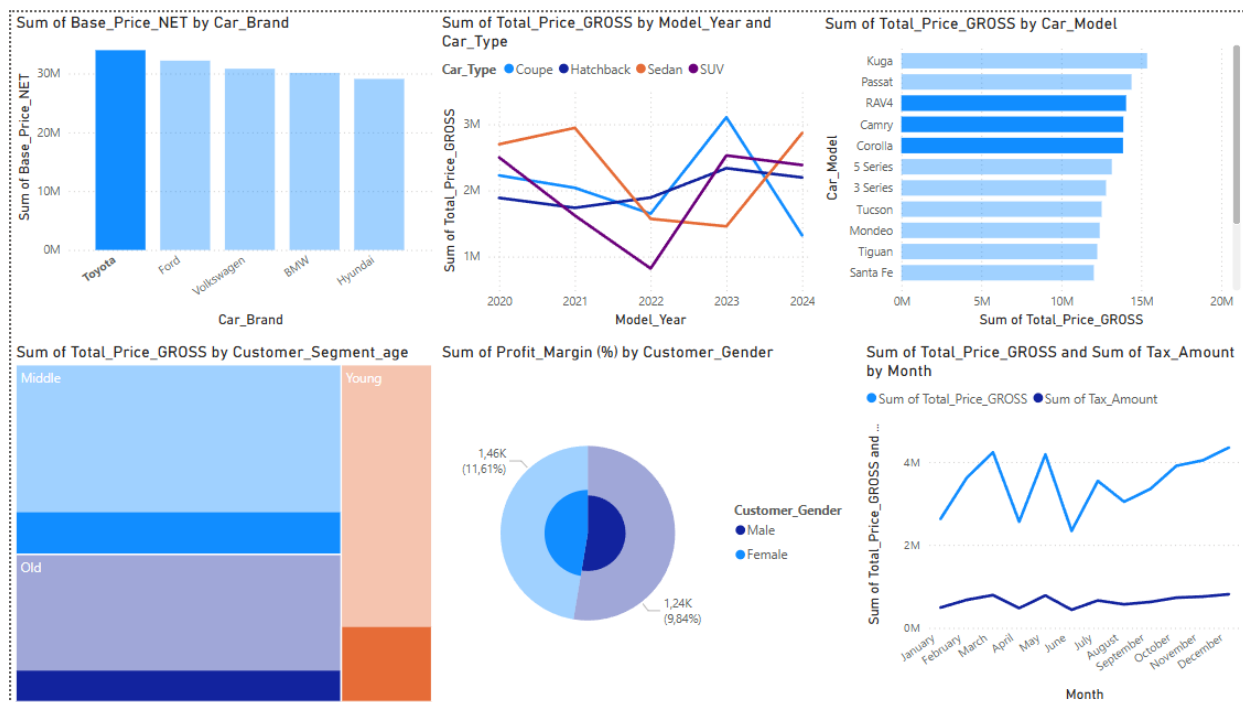 Sum of Base_Price_NET by Car_Brand
Sum of Base_Price_NET
30M
20M
10M
0M
Toyota
Ford
Volkswagen
BMW
Hyundai
Car_Brand
Sum of Total_Price_GROSS by Model_Year and
Car_Type
Car_Type Coupe Hatchback Sedan SUV
Sum of Total_Price_GROSS
3M
2M
1M
2020 2021 2022 2023 2024
Model_Year
Sum of Total_Price_GROSS by Car_Model
Car_Model
Kuga
Passat
RAV4
Camry
Corolla
5 Series
3 Series
Tucson
Mondeo
Tiguan
Santa Fe
0M 5M 10M 15M 20M
Sum of Total_Price_GROSS
Sum of Total_Price_GROSS by Customer_Segment_age
Middle
Young
Old
Sum of Profit_Margin (%) by Customer_Gender
1,46K
(11,61%)
1,24K
(9,84%)
Customer_Gender
Male
Female
Sum of Total_Price_GROSS and Sum of Tax_Amount
by Month
Sum of Total_Price_GROSS Sum of Tax_Amount
Sum of Total_Price_GROSS and ...
4M
2M
0M
January
February
March
April
May
June
July
August
September
October
November
December
Month